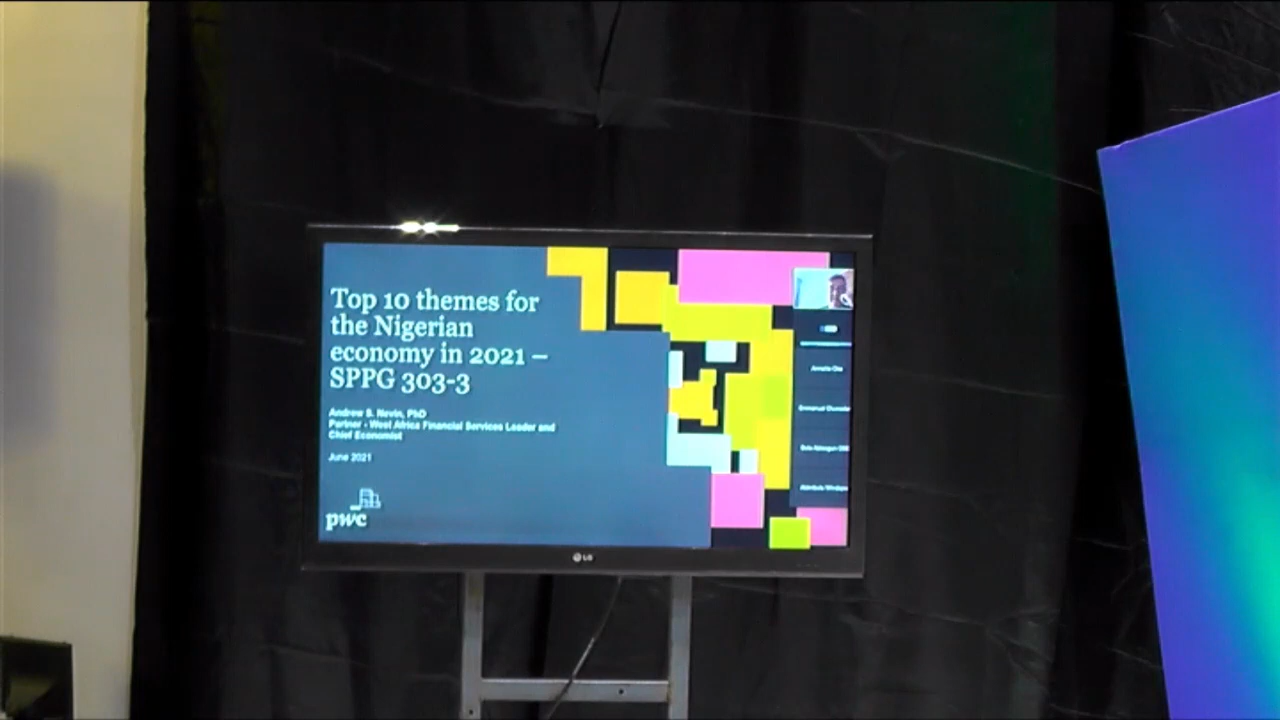 Top 10 themes for
the Nigerian
economy in 2021 –
SPPG 303-3
Andrew S. Nevin, PhD
Partner - West Africa Financial Services Leader and
Chief Economist
June 2021
pwc
LG